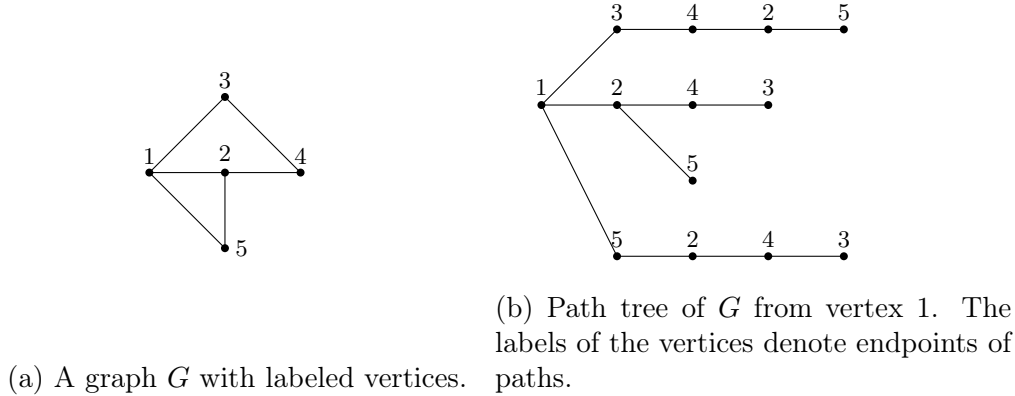 3 4 2 5
3
1 2 4 3
1 2 4
5
5
5 2 4 3
(b) Path tree of G from vertex 1. The
labels of the vertices denote endpoints of
(a) A graph G with labeled vertices. paths.